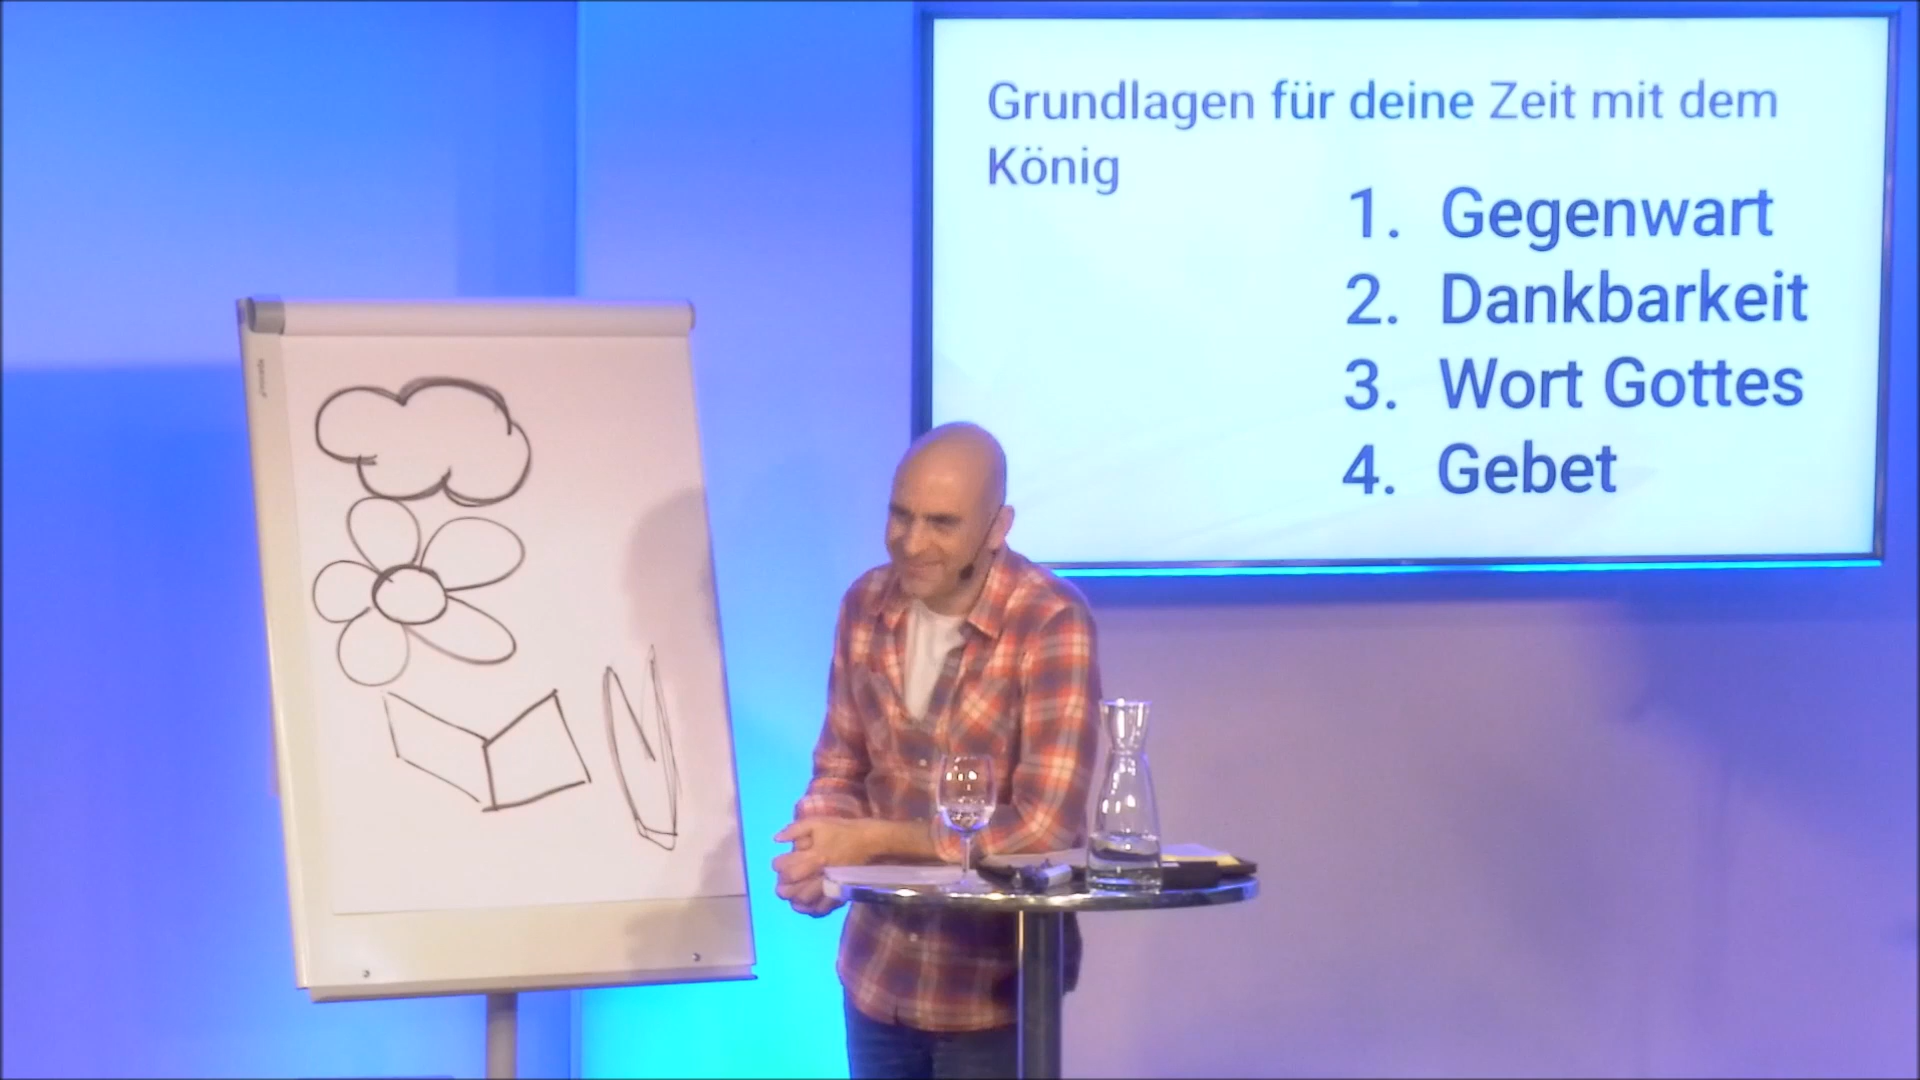 Grundlagen für deine Zeit mit dem
König
1. Gegenwart
2. Dankbarkeit
3. Wort Gottes
4. Gebet